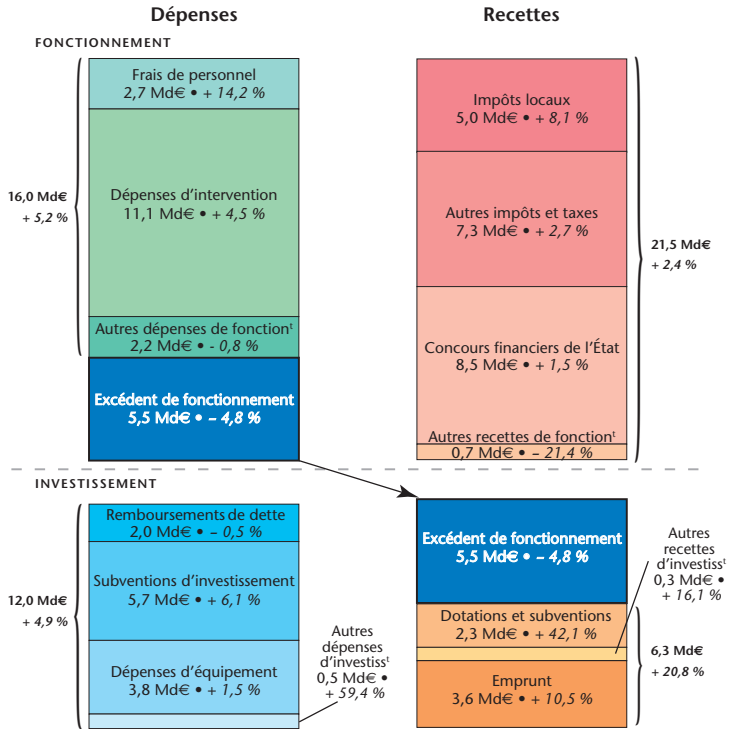 Dépenses
Recettes
FONCTIONNEMENT
Frais de personnel
2,7 Md€ • + 14,2 %
Dépenses d'intervention
11,1 Md€ • + 4,5 %
Autres dépenses de fonctionᵗ
2,2 Md€ • - 0,8 %
Excédent de fonctionnement
5,5 Md€ • – 4,8 %
16,0 Md€
+ 5,2 %
Impôts locaux
5,0 Md€ • + 8,1 %
Autres impôts et taxes
7,3 Md€ • + 2,7 %
Concours financiers de l'État
8,5 Md€ • + 1,5 %
Autres recettes de fonctionᵗ
0,7 Md€ • – 21,4 %
21,5 Md€
+ 2,4 %
INVESTISSEMENT
Remboursements de dette
2,0 Md€ • – 0,5 %
Subventions d'investissement
5,7 Md€ • + 6,1 %
Dépenses d'équipement
3,8 Md€ • + 1,5 %
12,0 Md€
+ 4,9 %
Autres
dépenses
d'investissᵗ
0,5 Md€ •
+ 59,4 %
Excédent de fonctionnement
5,5 Md€ • – 4,8 %
Dotations et subventions
2,3 Md€ • + 42,1 %
Emprunt
3,6 Md€ • + 10,5 %
Autres
recettes
d'investissᵗ
0,3 Md€ •
+ 16,1 %
6,3 Md€
+ 20,8 %